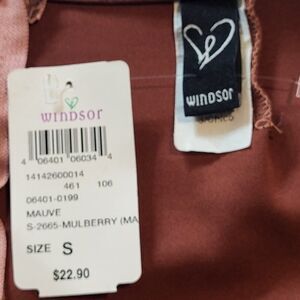 WINDSOR
4 06401 06034 4
14142600014
461 106
06401-0199
MAUVE
S-2665-MULBERRY (MA
SIZE S
$22.90
WINDSOR